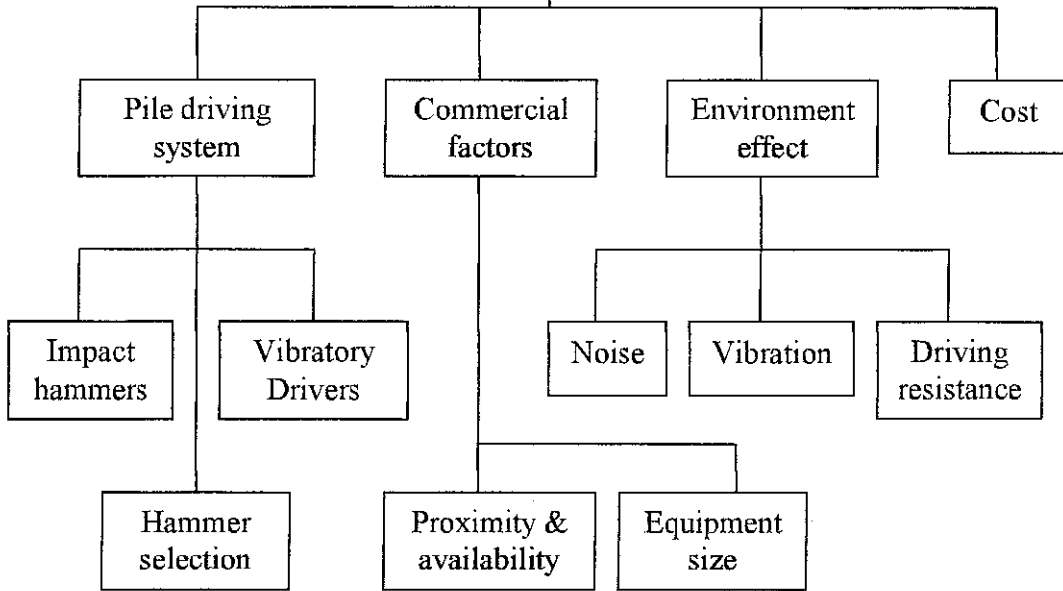 Pile driving
system
Commercial
factors
Environment
effect
Cost
Impact
hammers
Vibratory
Drivers
Noise
Vibration
Driving
resistance
Hammer
selection
Proximity &
availability
Equipment
size